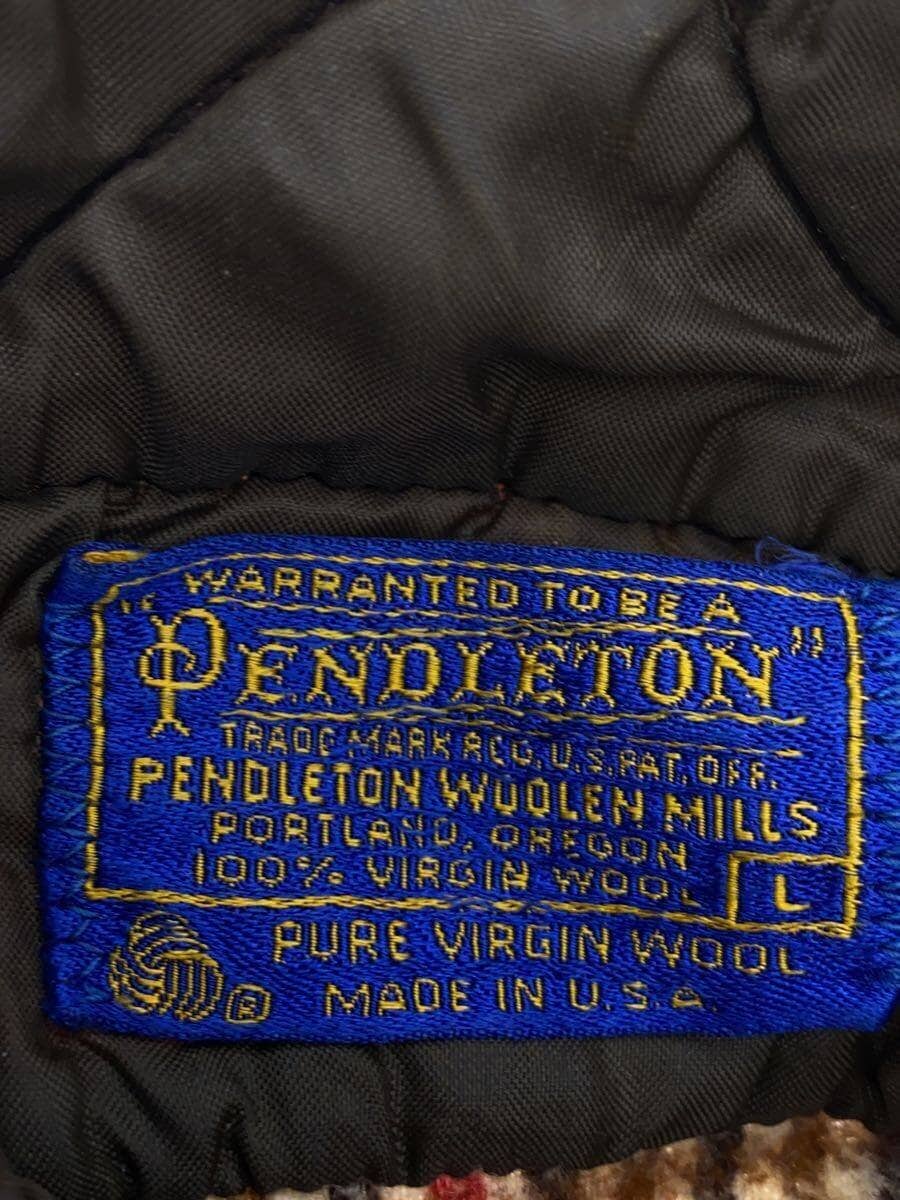 "WARRANTED TO BE A
PENDLETON"
TRADE MARK REG. U.S. PAT. OFF.
PENDLETON WOOLEN MILLS
PORTLAND, OREGON
100% VIRGIN WOOL L
PURE VIRGIN WOOL
® MADE IN U.S.A.